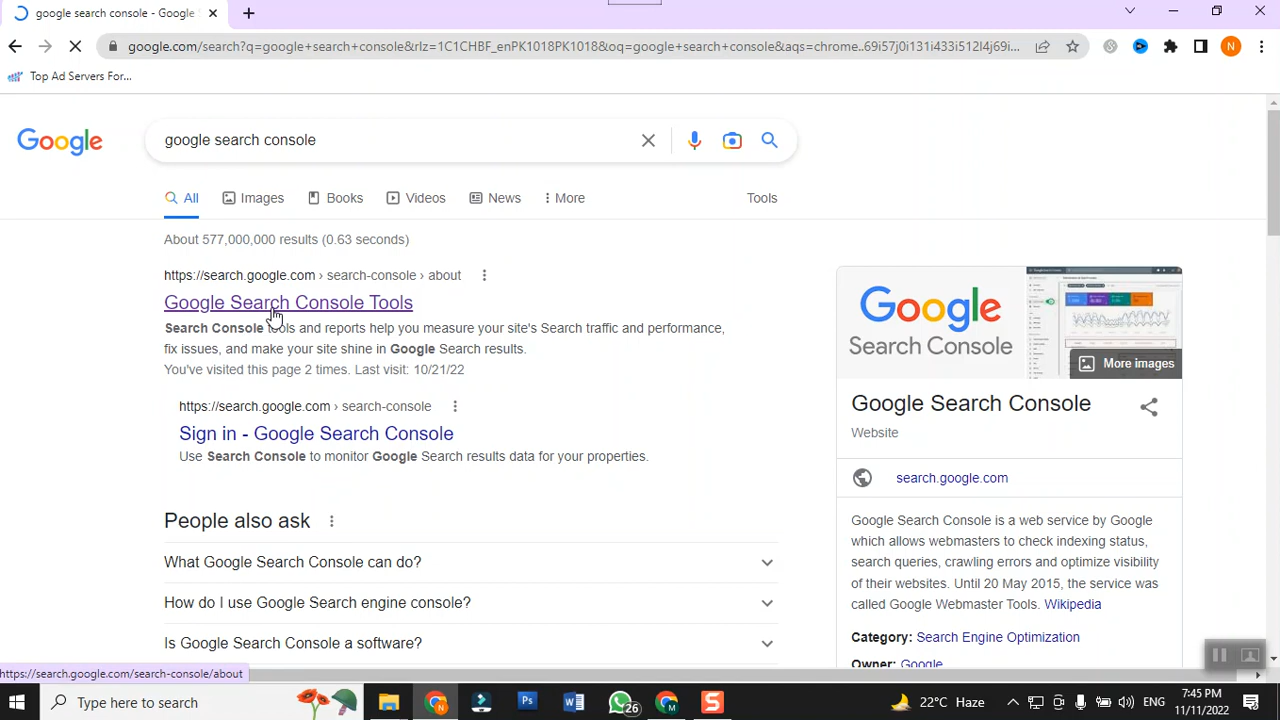 google search console - Google
google.com/search?q=google+search+console&rlz=1C1CHBF_enPK1018PK1018&oq=google+search+console&aqs=chrome..69i57j0i131i433i512l4j69i...
N
Top Ad Servers For...
Google
google search console
All
Images
Books
Videos
News
More
Tools
About 577,000,000 results (0.63 seconds)
https://search.google.com › search-console › about
Google Search Console Tools
Search Console Tools and reports help you measure your site's Search traffic and performance,
fix issues, and make your site shine in Google Search results.
You've visited this page 2 times. Last visit: 10/21/22
https://search.google.com › search-console
Sign in - Google Search Console
Use Search Console to monitor Google Search results data for your properties.
People also ask
What Google Search Console can do?
How do I use Google Search engine console?
Is Google Search Console a software?
Google
Search Console
More images
Google Search Console
Website
search.google.com
Google Search Console is a web service by Google
which allows webmasters to check indexing status,
search queries, crawling errors and optimize visibility
of their websites. Until 20 May 2015, the service was
called Google Webmaster Tools. Wikipedia
Category: Search Engine Optimization
Owner: Google
https://search.google.com/search-console/about
Type here to search
N
Ps
W
26
M
S
22°C Haze
ENG
7:45 PM
11/11/2022